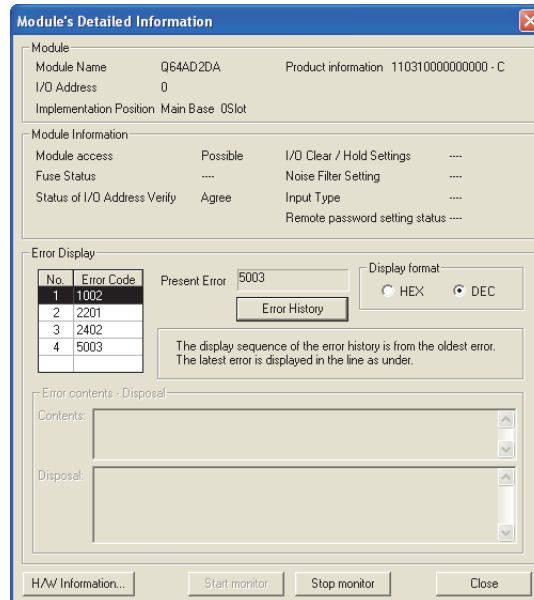 Module's Detailed Information
Module
Module Name Q64AD2DA Product information 110310000000000 - C
I/O Address 0
Implementation Position Main Base 0Slot
Module Information
Module access Possible I/O Clear / Hold Settings ----
Fuse Status ---- Noise Filter Setting ----
Status of I/O Address Verify Agree Input Type ----
Remote password setting status ----
Error Display
No. Error Code
1 1002
2 2201
3 2402
4 5003
Present Error 5003
Error History
Display format
HEX DEC
The display sequence of the error history is from the oldest error.
The latest error is displayed in the line as under.
Error contents - Disposal
Contents:
Disposal:
H/W Information... Start monitor Stop monitor Close